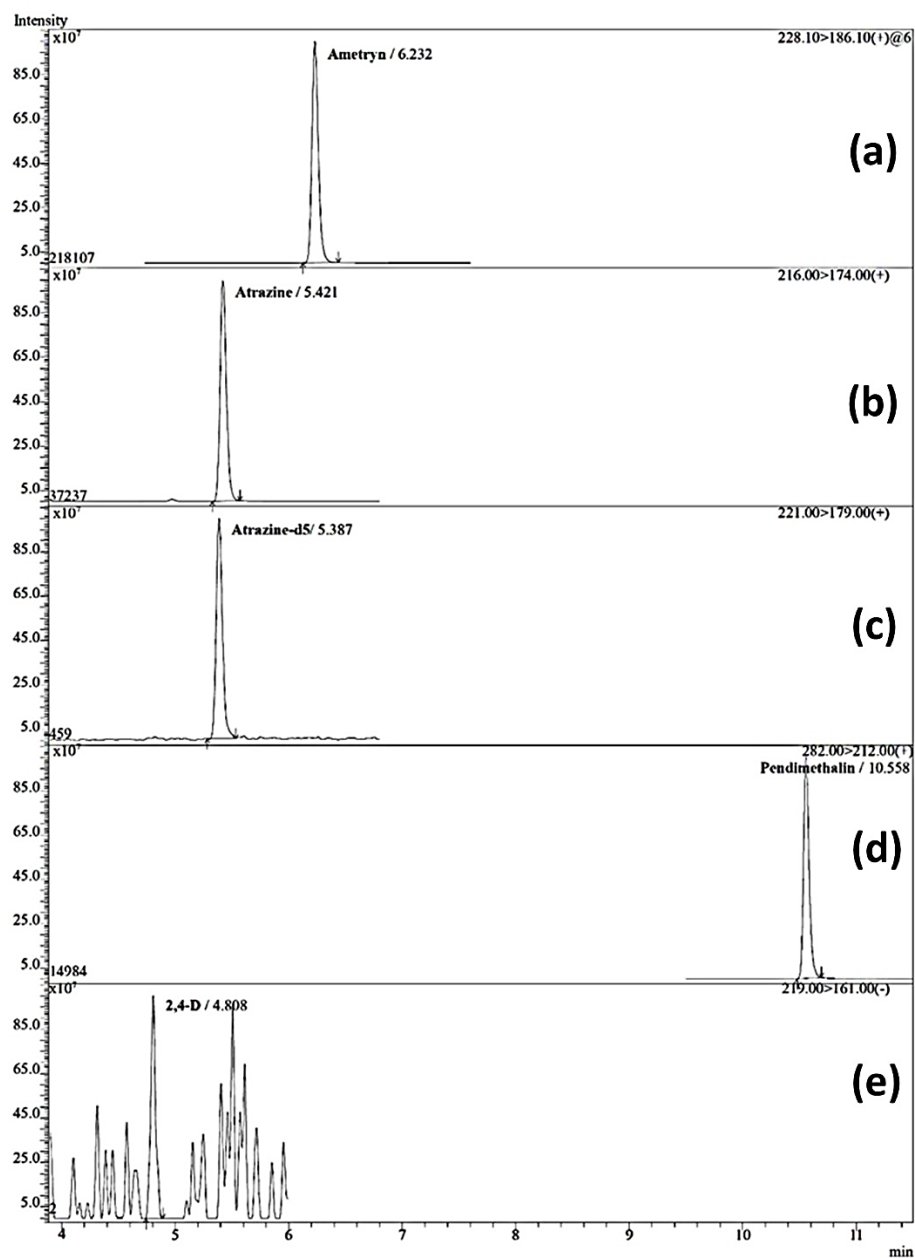 Intensity
x10⁷ 228.10>186.10(+)@6
Ametryn / 6.232
85.0
65.0
(a)
45.0
25.0
5.0
218107
x10⁷ 216.00>174.00(+)
Atrazine / 5.421
85.0
65.0
(b)
45.0
25.0
5.0
37237
x10⁷ 221.00>179.00(+)
Atrazine-d5/ 5.387
85.0
65.0
(c)
45.0
25.0
5.0
459
x10⁷ 282.00>212.00(+)
Pendimethalin / 10.558
85.0
65.0
(d)
45.0
25.0
5.0
14984
x10⁷ 219.00>161.00(-)
2,4-D / 4.808
85.0
65.0
(e)
45.0
25.0
5.0
2
4 5 6 7 8 9 10 11
min